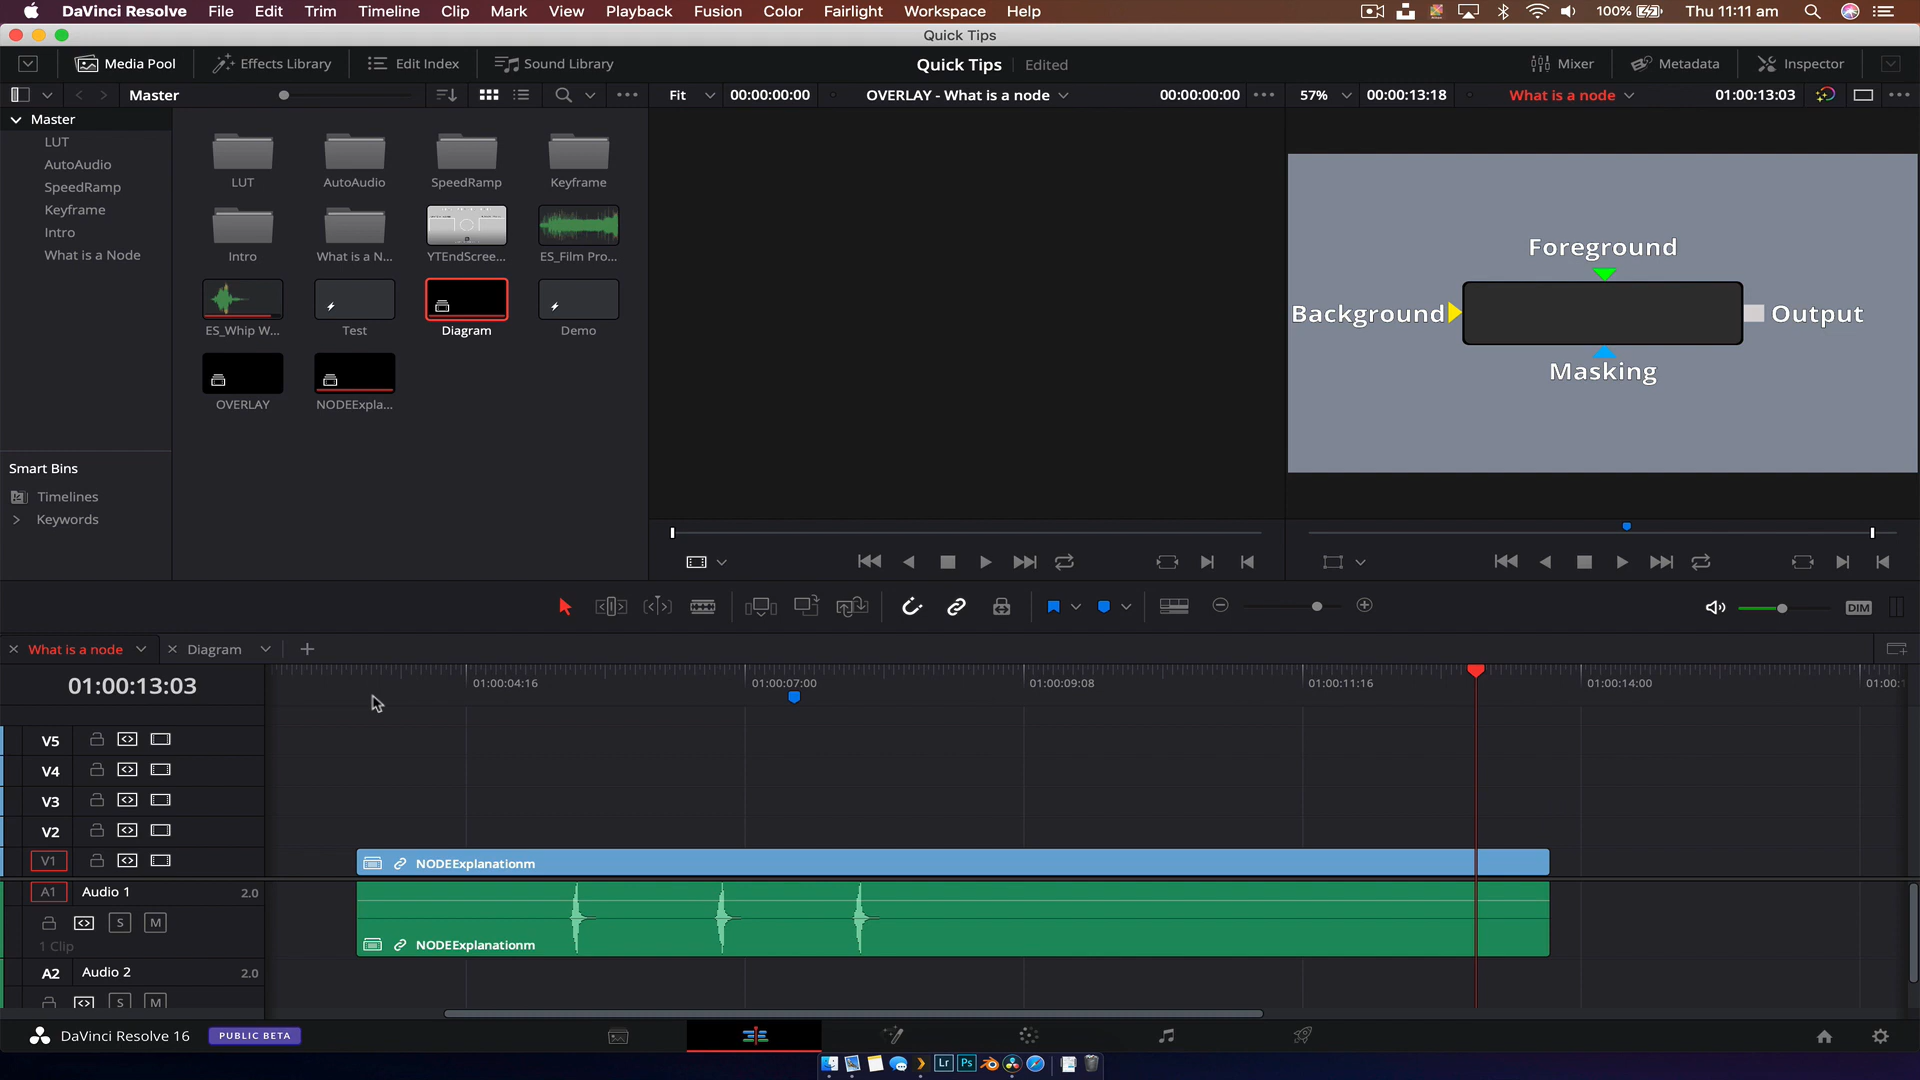 DaVinci Resolve File Edit Trim Timeline Clip Mark View Playback Fusion Color Fairlight Workspace Help 100% Thu 11:11 am
Quick Tips
Media Pool Effects Library Edit Index Sound Library Quick Tips Edited Mixer Metadata Inspector
Master Fit 00:00:00:00 OVERLAY - What is a node 00:00:00:00 57% 00:00:13:18 What is a node 01:00:13:03
Master
LUT
AutoAudio
SpeedRamp
Keyframe
Intro
What is a Node
LUT AutoAudio SpeedRamp Keyframe
Intro What is a N... YTEndScree... ES_Film Pro...
ES_Whip W... Test Diagram Demo
OVERLAY NODEExpla...
Foreground
Background Output
Masking
Smart Bins
Timelines
Keywords
DIM
What is a node Diagram
01:00:13:03 01:00:04:16 01:00:07:00 01:00:09:08 01:00:11:16 01:00:14:00 01:00:1
V5
V4
V3
V2
V1 NODEExplanationm
A1 Audio 1 2.0
S M
1 Clip NODEExplanationm
A2 Audio 2 2.0
S M
DaVinci Resolve 16 PUBLIC BETA
Lr Ps